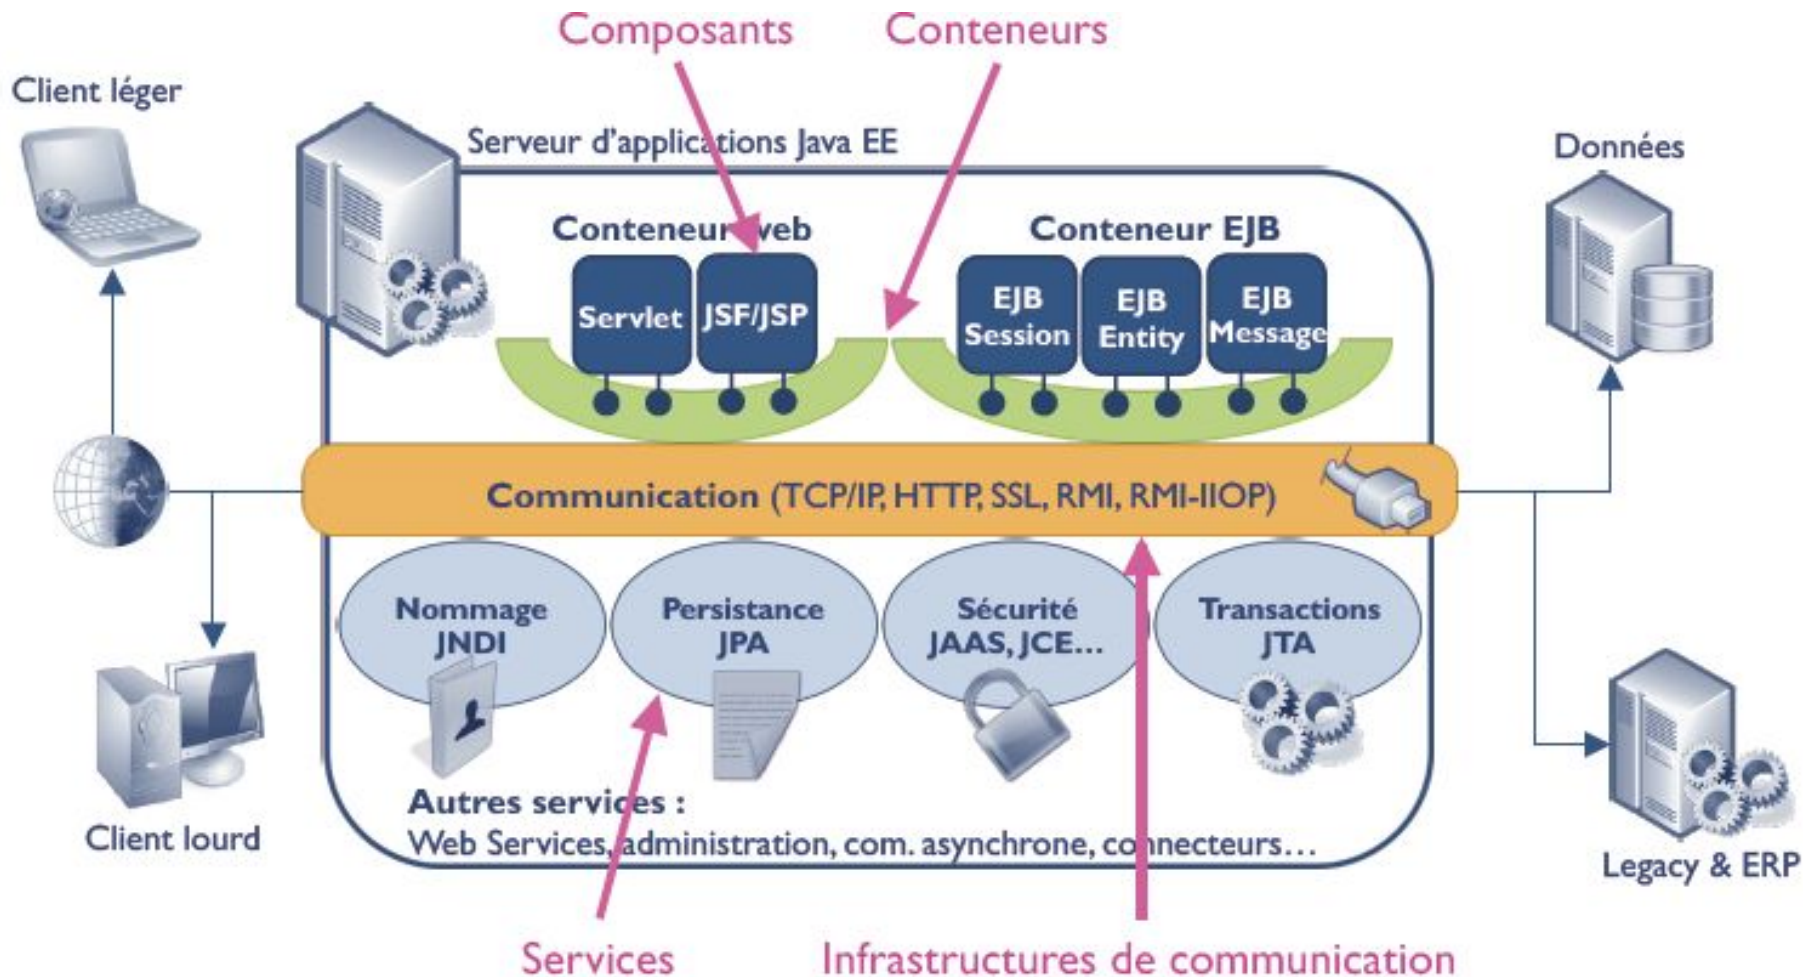 Composants
Conteneurs
Client léger
Serveur d'applications Java EE
Données
Conteneur web
Conteneur EJB
Servlet
JSF/JSP
EJB
Session
EJB
Entity
EJB
Message
Communication (TCP/IP, HTTP, SSL, RMI, RMI-IIOP)
Nommage
JNDI
Persistance
JPA
Sécurité
JAAS, JCE...
Transactions
JTA
Autres services :
Web Services, administration, com. asynchrone, connecteurs...
Client lourd
Legacy & ERP
Services
Infrastructures de communication